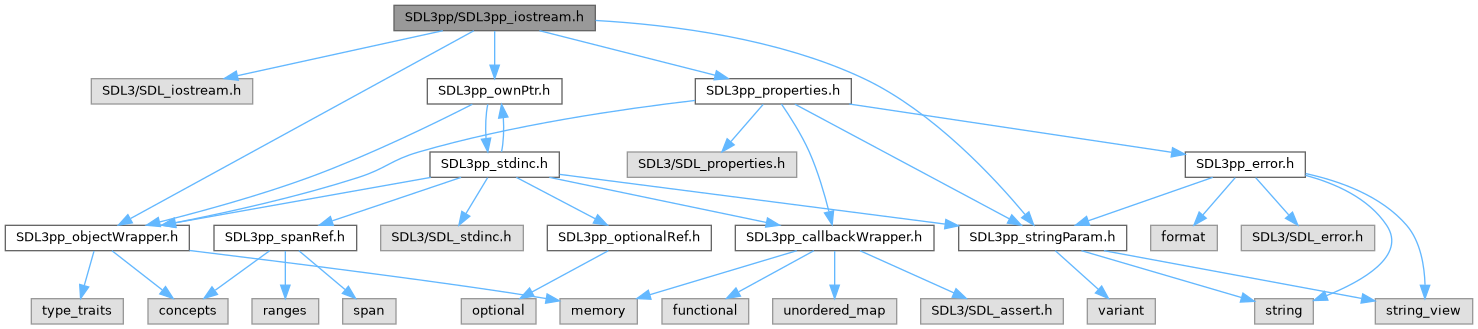 SDL3pp/SDL3pp_iostream.h
SDL3/SDL_iostream.h
SDL3pp_ownPtr.h
SDL3pp_properties.h
SDL3pp_stdinc.h
SDL3/SDL_properties.h
SDL3pp_error.h
SDL3pp_objectWrapper.h
SDL3pp_spanRef.h
SDL3/SDL_stdinc.h
SDL3pp_optionalRef.h
SDL3pp_callbackWrapper.h
SDL3pp_stringParam.h
format
SDL3/SDL_error.h
type_traits
concepts
ranges
span
optional
memory
functional
unordered_map
SDL3/SDL_assert.h
variant
string
string_view